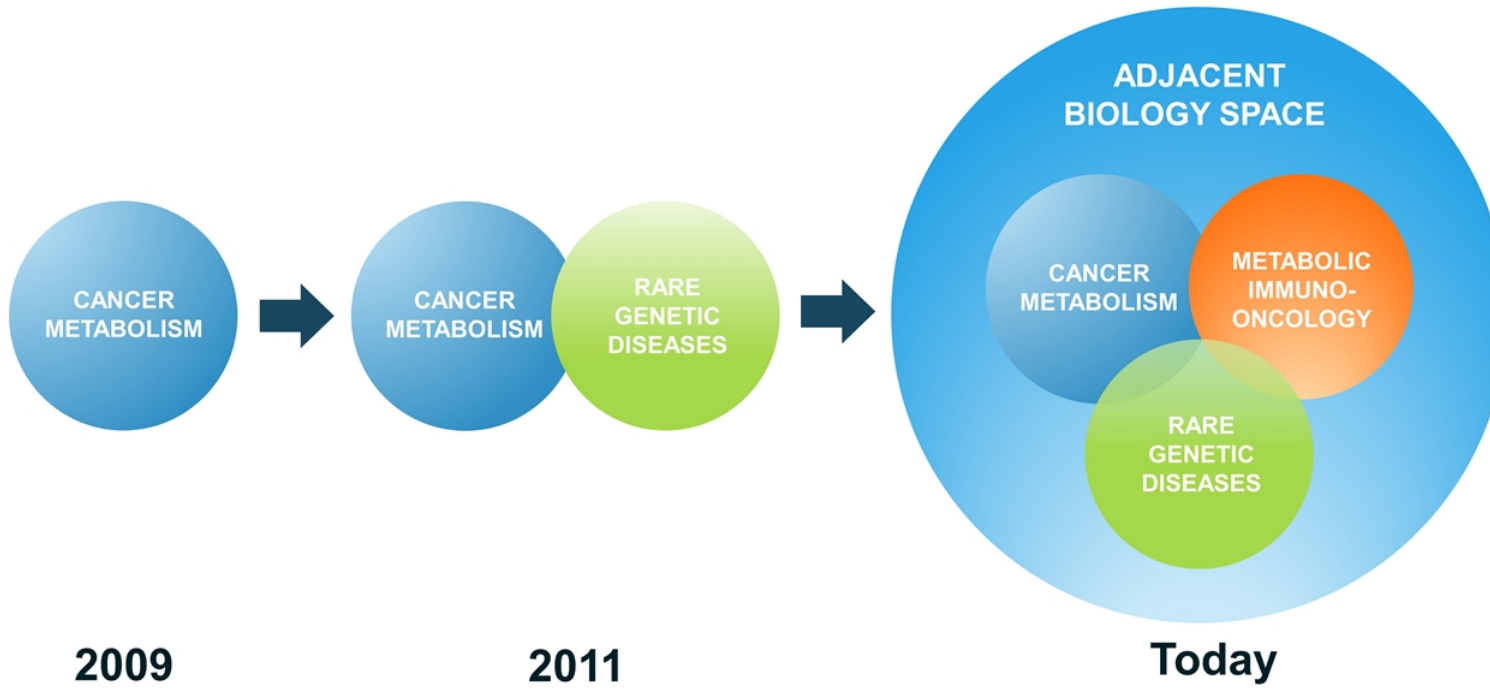 CANCER
METABOLISM
2009
CANCER
METABOLISM
RARE
GENETIC
DISEASES
2011
ADJACENT
BIOLOGY SPACE
CANCER
METABOLISM
METABOLIC
IMMUNO-
ONCOLOGY
RARE
GENETIC
DISEASES
Today